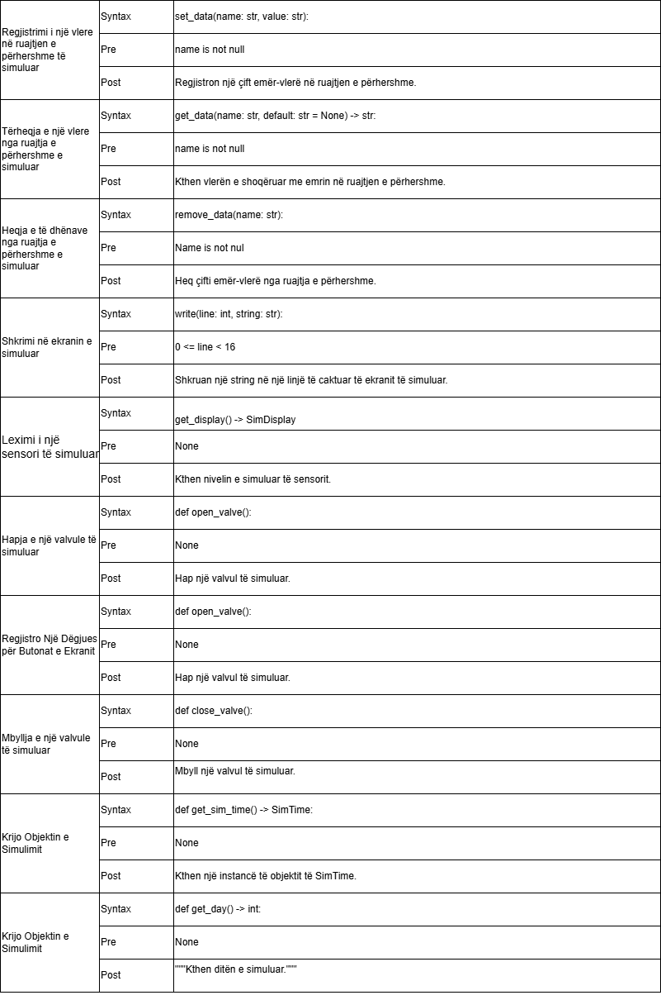 Regjistrimi i një vlere
në ruajtjen e
përhershme të
simuluar
Syntax
set_data(name: str, value: str):
Pre
name is not null
Post
Regjistron një çift emër-vlerë në ruajtjen e përhershme.
Tërheqja e një vlere
nga ruajtja e
përhershme e
simuluar
Syntax
get_data(name: str, default: str = None) -> str:
Pre
name is not null
Post
Kthen vlerën e shoqëruar me emrin në ruajtjen e përhershme.
Heqja e të dhënave
nga ruajtja e
përhershme e
simuluar
Syntax
remove_data(name: str):
Pre
Name is not nul
Post
Heq çifti emër-vlerë nga ruajtja e përhershme.
Shkrimi në ekranin e
simuluar
Syntax
write(line: int, string: str):
Pre
0 <= line < 16
Post
Shkruan një string në një linjë të caktuar të ekranit të simuluar.
Leximi i një
sensori të simuluar
Syntax
get_display() -> SimDisplay
Pre
None
Post
Kthen nivelin e simuluar të sensorit.
Hapja e një valvule të
simuluar
Syntax
def open_valve():
Pre
None
Post
Hap një valvul të simuluar.
Regjistro Një Dëgjues
për Butonat e Ekranit
Syntax
def open_valve():
Pre
None
Post
Hap një valvul të simuluar.
Mbyllja e një valvule
të simuluar
Syntax
def close_valve():
Pre
None
Post
Mbyll një valvul të simuluar.
Krijo Objektin e
Simulimit
Syntax
def get_sim_time() -> SimTime:
Pre
None
Post
Kthen një instancë të objektit të SimTime.
Krijo Objektin e
Simulimit
Syntax
def get_day() -> int:
Pre
None
Post
"""Kthen ditën e simuluar."""